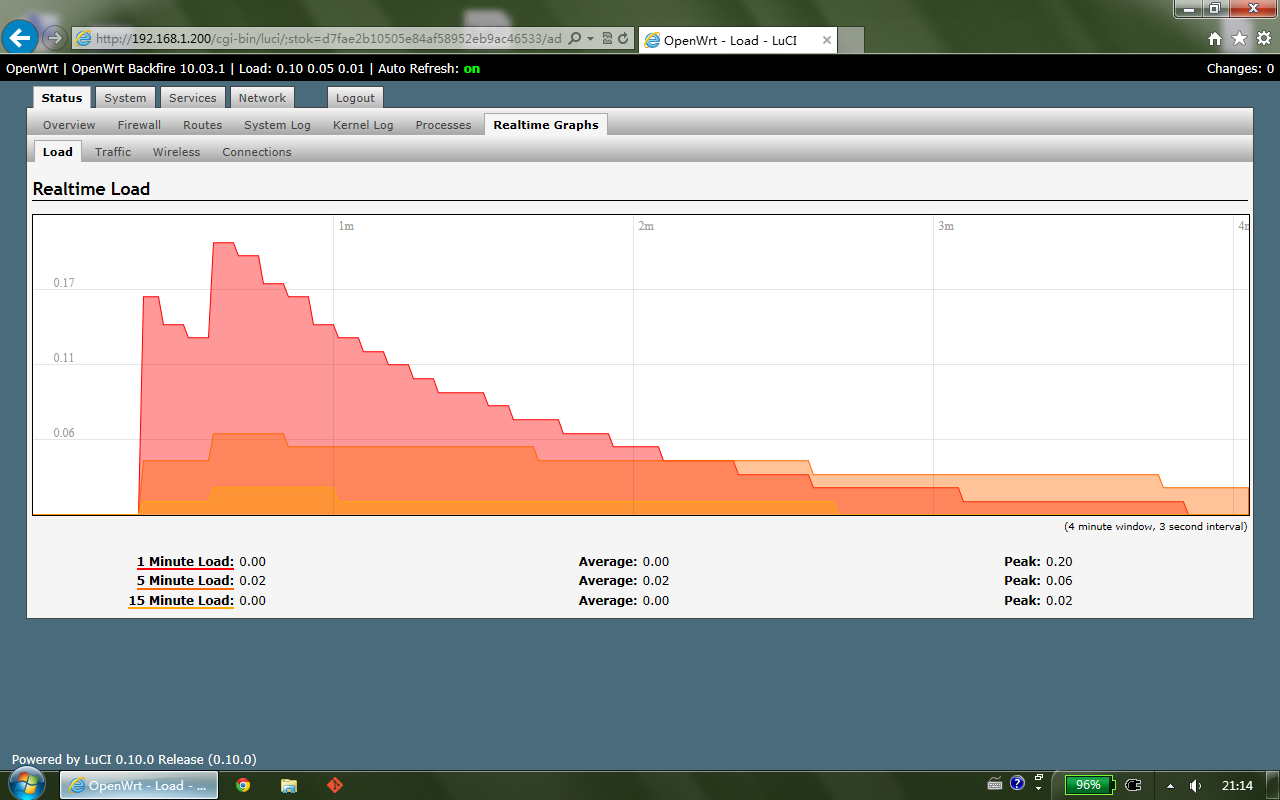 http://192.168.1.200/cgi-bin/luci/;stok=d7fae2b10505e84af58952eb9ac46533/ad
OpenWrt - Load - LuCI
OpenWrt | OpenWrt Backfire 10.03.1 | Load: 0.10 0.05 0.01 | Auto Refresh: on
Changes: 0
Status System Services Network Logout
Overview Firewall Routes System Log Kernel Log Processes Realtime Graphs
Load Traffic Wireless Connections
Realtime Load
1m 2m 3m 4m
0.17
0.11
0.06
(4 minute window, 3 second interval)
1 Minute Load: 0.00 Average: 0.00 Peak: 0.20
5 Minute Load: 0.02 Average: 0.02 Peak: 0.06
15 Minute Load: 0.00 Average: 0.00 Peak: 0.02
Powered by LuCI 0.10.0 Release (0.10.0)
OpenWrt - Load - ...
96%
21:14